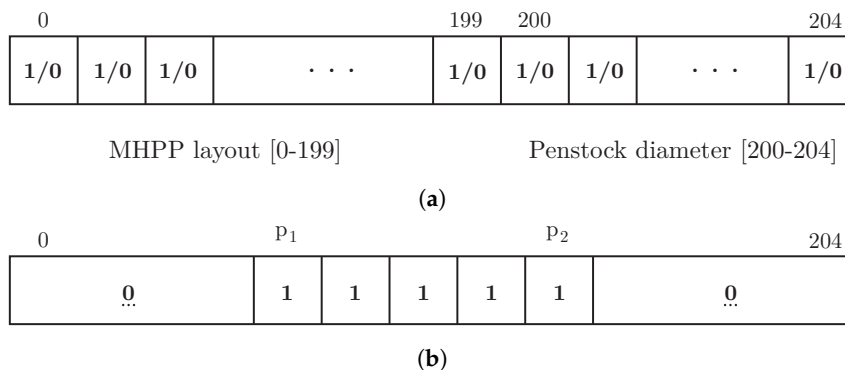 0 199 200 204
1/0 1/0 1/0 · · · 1/0 1/0 1/0 · · · 1/0
MHPP layout [0-199] Penstock diameter [200-204]
(a)
0 p₁ p₂ 204
0 1 1 1 1 1 0
(b)